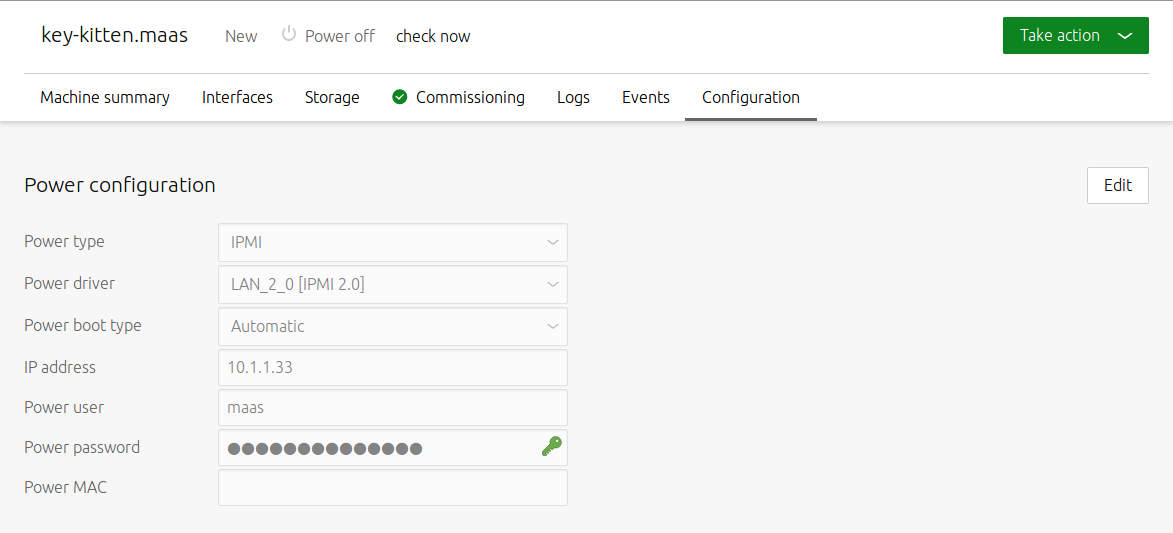 key-kitten.maas New Power off check now Take action
Machine summary Interfaces Storage Commissioning Logs Events Configuration
Power configuration Edit
Power type IPMI
Power driver LAN_2_0 [IPMI 2.0]
Power boot type Automatic
IP address 10.1.1.33
Power user maas
Power password ●●●●●●●●●●●●●●
Power MAC